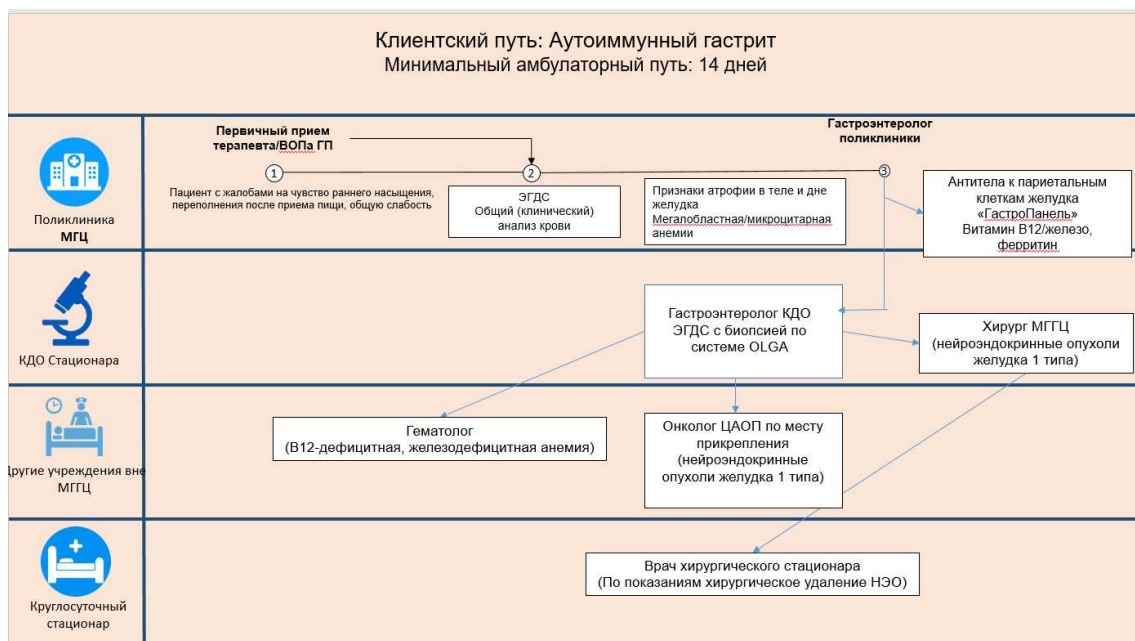 Клиентский путь: Аутоиммунный гастрит
Минимальный амбулаторный путь: 14 дней
Первичный прием
терапевта/ВОПа ГП
Гастроэнтеролог
поликлиники
1
2
3
Пациент с жалобами на чувство раннего насыщения,
переполнения после приема пищи, общую слабость
ЭГДС
Общий (клинический)
анализ крови
Признаки атрофии в теле и дне
желудка
Мегалобластная/микроцитарная
анемии
Антитела к париетальным
клеткам желудка
«ГастроПанель»
Витамин В12/железо,
ферритин
Поликлиника
МГЦ
Гастроэнтеролог КДО
ЭГДС с биопсией по
системе OLGA
Хирург МГГЦ
(нейроэндокринные опухоли
желудка 1 типа)
КДО Стационара
Гематолог
(В12-дефицитная, железодефицитная анемия)
Онколог ЦАОП по месту
прикрепления
(нейроэндокринные
опухоли желудка 1 типа)
Другие учреждения вне
МГГЦ
Врач хирургического стационара
(По показаниям хирургическое удаление НЭО)
Круглосуточный
стационар